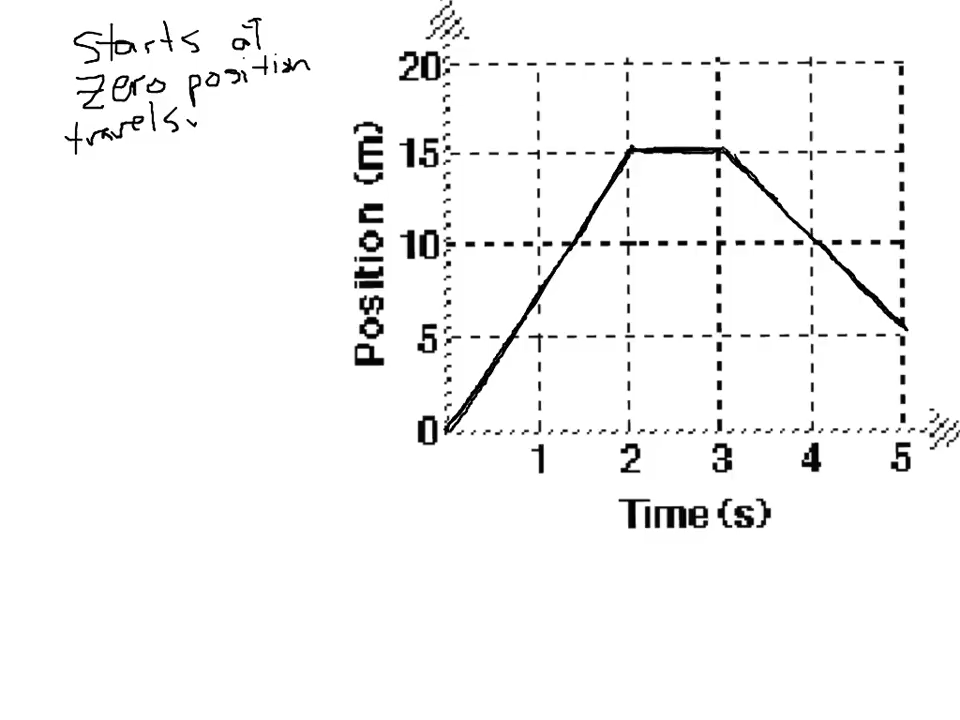 Starts at
Zero position
travels.
20
15
10
5
0
Position (m)
1 2 3 4 5
Time (s)